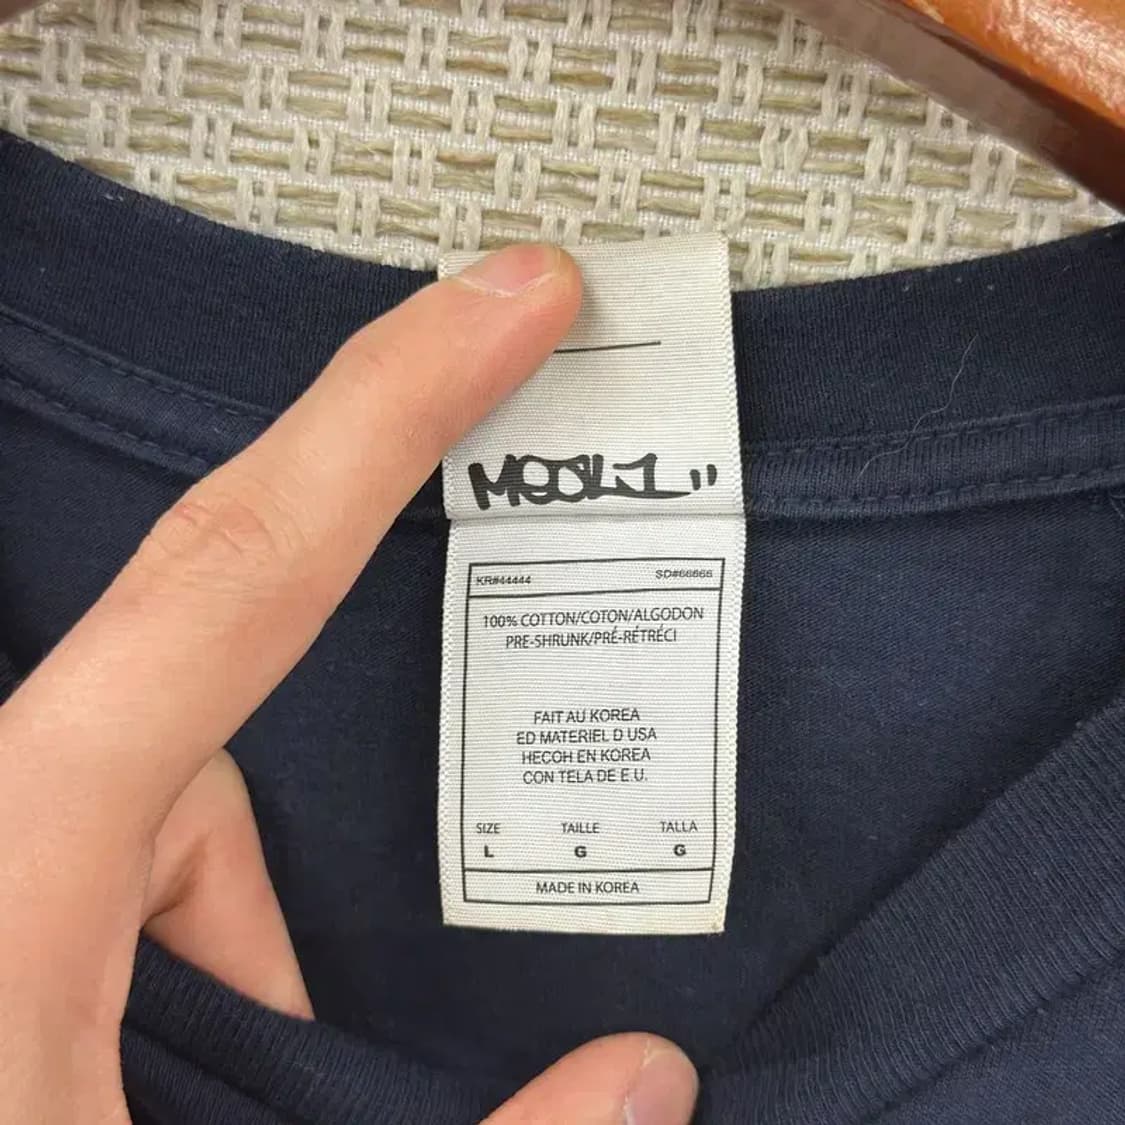 KR#44444 SD#66666
100% COTTON/COTON/ALGODON
PRE-SHRUNK/PRÉ-RÉTRÉCI
FAIT AU KOREA
ED MATERIEL D USA
HECOH EN KOREA
CON TELA DE E.U.
SIZE TAILLE TALLA
L G G
MADE IN KOREA